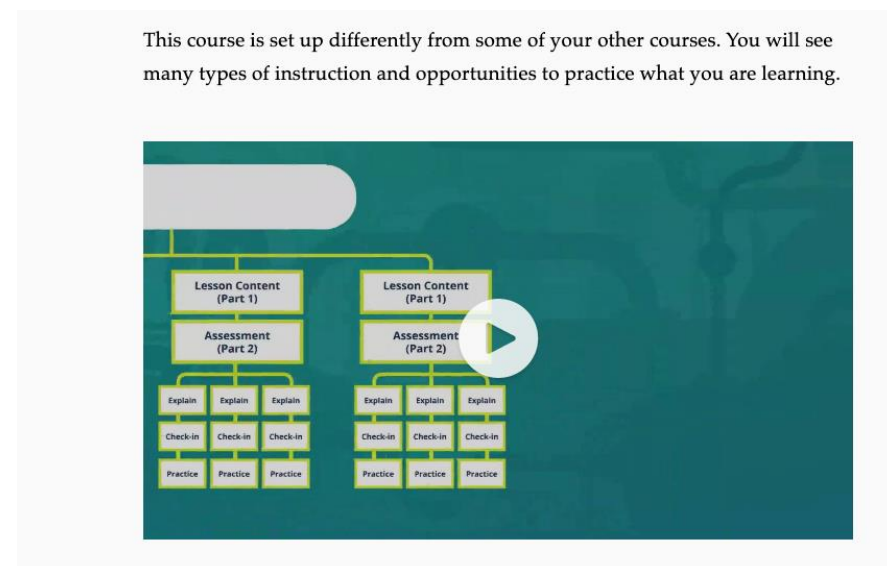 This course is set up differently from some of your other courses. You will see
many types of instruction and opportunities to practice what you are learning.
Lesson Content
(Part 1)
Lesson Content
(Part 1)
Assessment
(Part 2)
Assessment
(Part 2)
Explain Explain Explain Explain Explain Explain
Check-in Check-in Check-in Check-in Check-in Check-in
Practice Practice Practice Practice Practice Practice